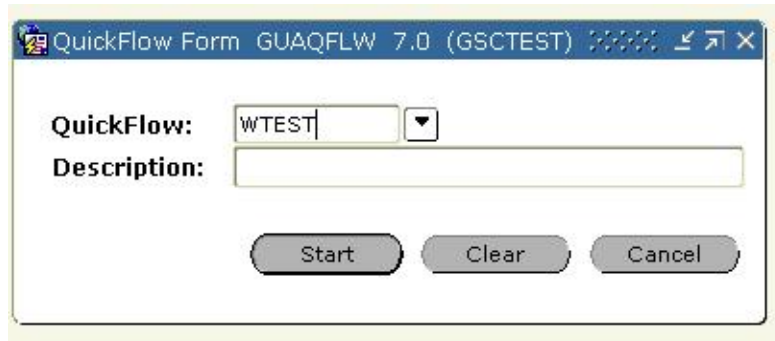 QuickFlow Form GUAQFLW 7.0 (GSCTEST)
QuickFlow: WTEST
Description:
Start Clear Cancel